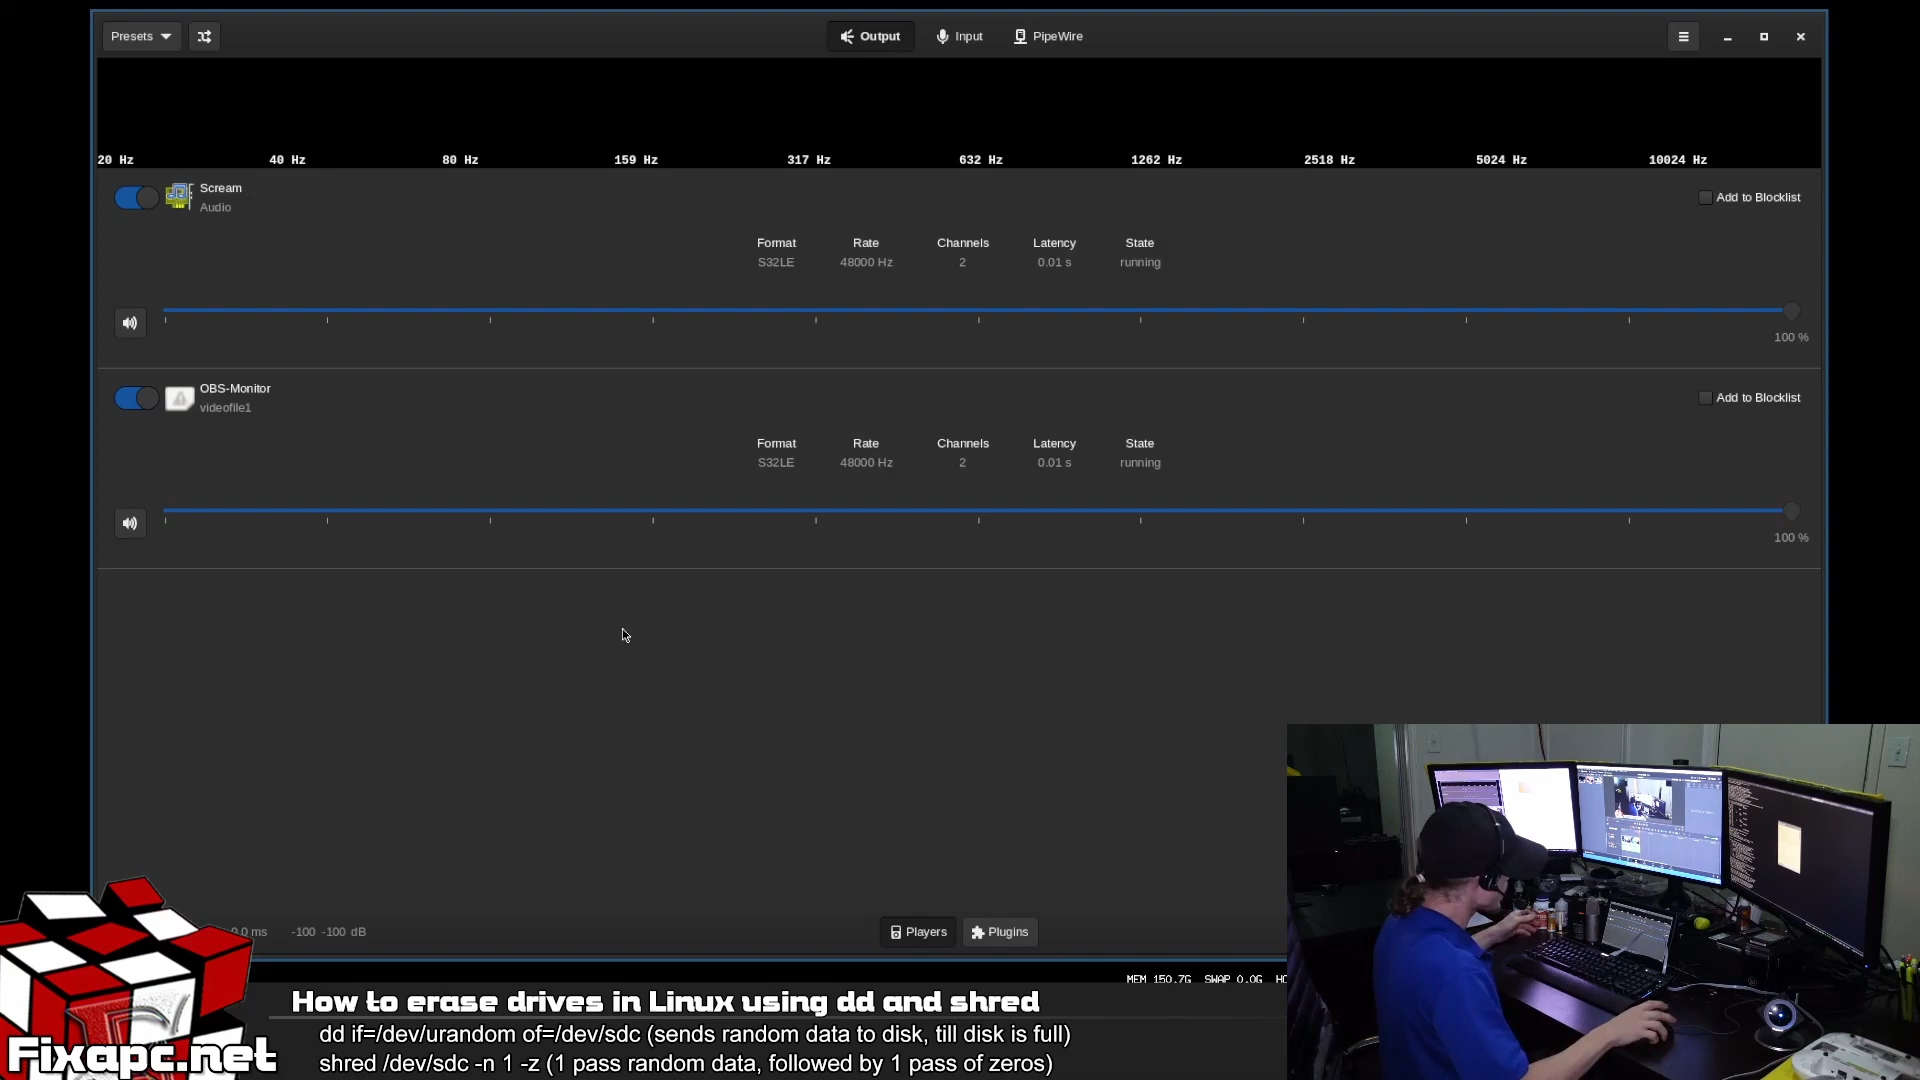 Presets
Output
Input
PipeWire
20 Hz
40 Hz
80 Hz
159 Hz
317 Hz
632 Hz
1262 Hz
2518 Hz
5024 Hz
10024 Hz
Scream
Audio
Add to Blocklist
Format
Rate
Channels
Latency
State
S32LE
48000 Hz
2
0.01 s
running
100 %
OBS-Monitor
videofile1
Add to Blocklist
Format
Rate
Channels
Latency
State
S32LE
48000 Hz
2
0.01 s
running
100 %
0.0 ms
-100 -100 dB
Players
Plugins
MEM 150.7G SWAP 0.0G
How to erase drives in Linux using dd and shred
dd if=/dev/urandom of=/dev/sdc (sends random data to disk, till disk is full)
shred /dev/sdc -n 1 -z (1 pass random data, followed by 1 pass of zeros)
Fixapc.net